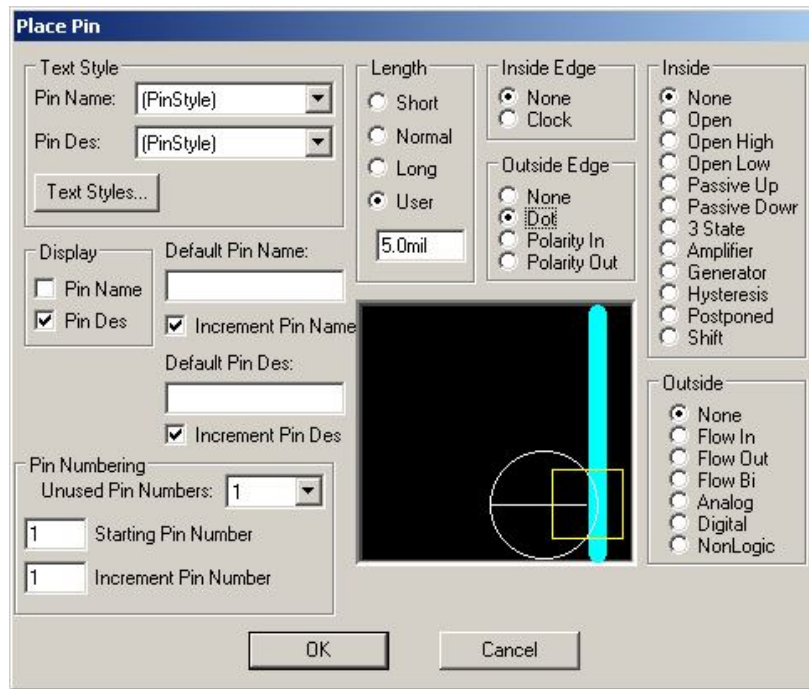 Place Pin
Text Style
Pin Name: (PinStyle)
Pin Des: (PinStyle)
Text Styles...
Length
Short
Normal
Long
User
5.0mil
Inside Edge
None
Clock
Outside Edge
None
Dot
Polarity In
Polarity Out
Inside
None
Open
Open High
Open Low
Passive Up
Passive Dowr
3 State
Amplifier
Generator
Hysteresis
Postponed
Shift
Display
Pin Name
Pin Des
Default Pin Name:
Increment Pin Name
Default Pin Des:
Increment Pin Des
Outside
None
Flow In
Flow Out
Flow Bi
Analog
Digital
NonLogic
Pin Numbering
Unused Pin Numbers: 1
1 Starting Pin Number
1 Increment Pin Number
OK
Cancel